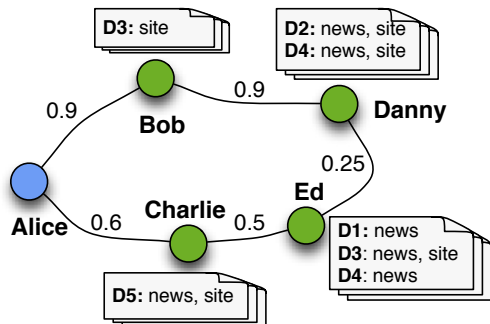 D3: site
D2: news, site
D4: news, site
0.9
0.9
Bob
Danny
0.25
Alice
0.6
Charlie
0.5
Ed
D1: news
D3: news, site
D4: news
D5: news, site